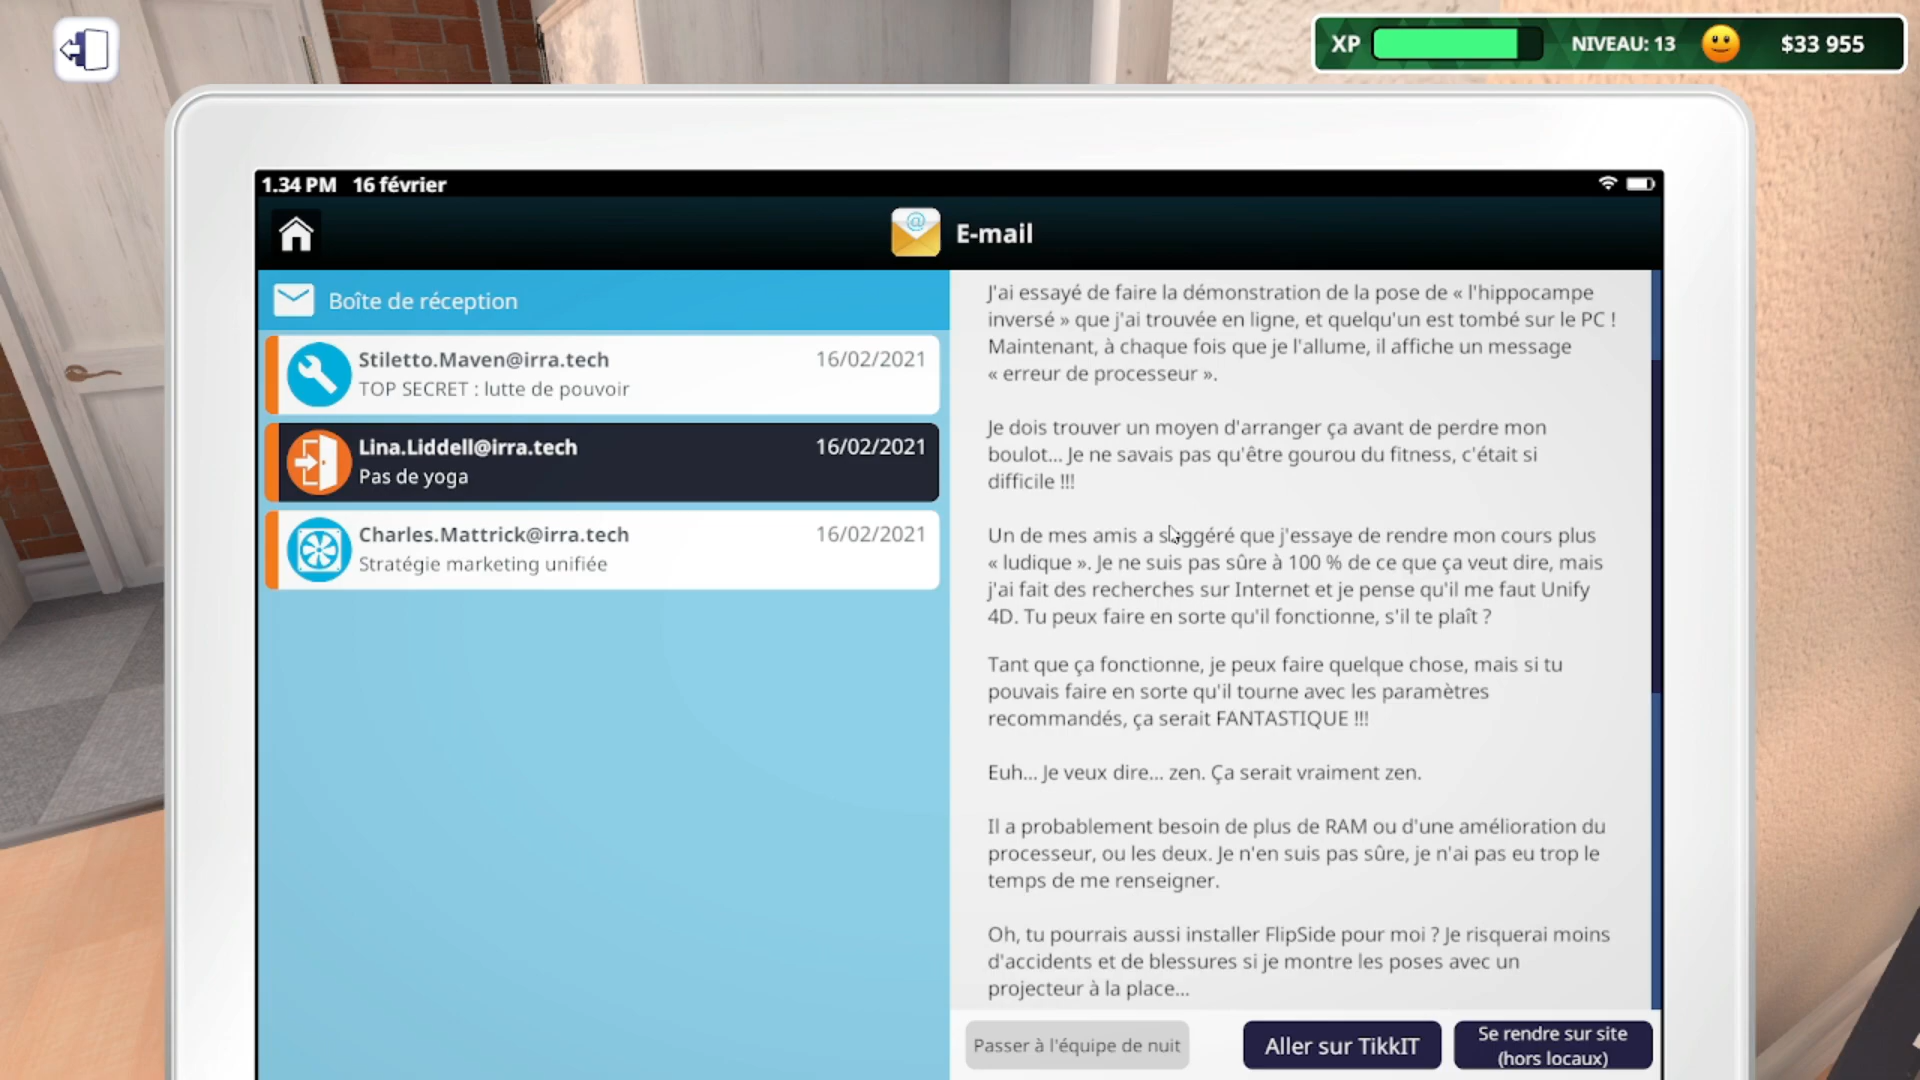 XP
NIVEAU: 13
$33 955
1.34 PM 16 février
E-mail
Boîte de réception
Stiletto.Maven@irra.tech 16/02/2021
TOP SECRET : lutte de pouvoir
Lina.Liddell@irra.tech 16/02/2021
Pas de yoga
Charles.Mattrick@irra.tech 16/02/2021
Stratégie marketing unifiée
J'ai essayé de faire la démonstration de la pose de « l'hippocampe
inversé » que j'ai trouvée en ligne, et quelqu'un est tombé sur le PC !
Maintenant, à chaque fois que je l'allume, il affiche un message
« erreur de processeur ».
Je dois trouver un moyen d'arranger ça avant de perdre mon
boulot... Je ne savais pas qu'être gourou du fitness, c'était si
difficile !!!
Un de mes amis a suggéré que j'essaye de rendre mon cours plus
« ludique ». Je ne suis pas sûre à 100 % de ce que ça veut dire, mais
j'ai fait des recherches sur Internet et je pense qu'il me faut Unify
4D. Tu peux faire en sorte qu'il fonctionne, s'il te plaît ?
Tant que ça fonctionne, je peux faire quelque chose, mais si tu
pouvais faire en sorte qu'il tourne avec les paramètres
recommandés, ça serait FANTASTIQUE !!!
Euh... Je veux dire... zen. Ça serait vraiment zen.
Il a probablement besoin de plus de RAM ou d'une amélioration du
processeur, ou les deux. Je n'en suis pas sûre, je n'ai pas eu trop le
temps de me renseigner.
Oh, tu pourrais aussi installer FlipSide pour moi ? Je risquerai moins
d'accidents et de blessures si je montre les poses avec un
projecteur à la place...
Passer à l'équipe de nuit
Aller sur TikkIT
Se rendre sur site
(hors locaux)